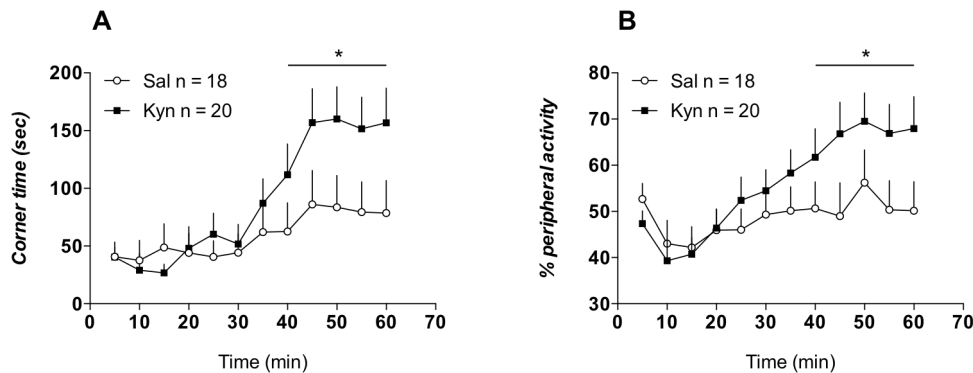 A
*
Corner time (sec)
200
150
100
50
0
Sal n = 18
Kyn n = 20
0 10 20 30 40 50 60 70
Time (min)
B
*
% peripheral activity
80
70
60
50
40
30
Sal n = 18
Kyn n = 20
0 10 20 30 40 50 60 70
Time (min)